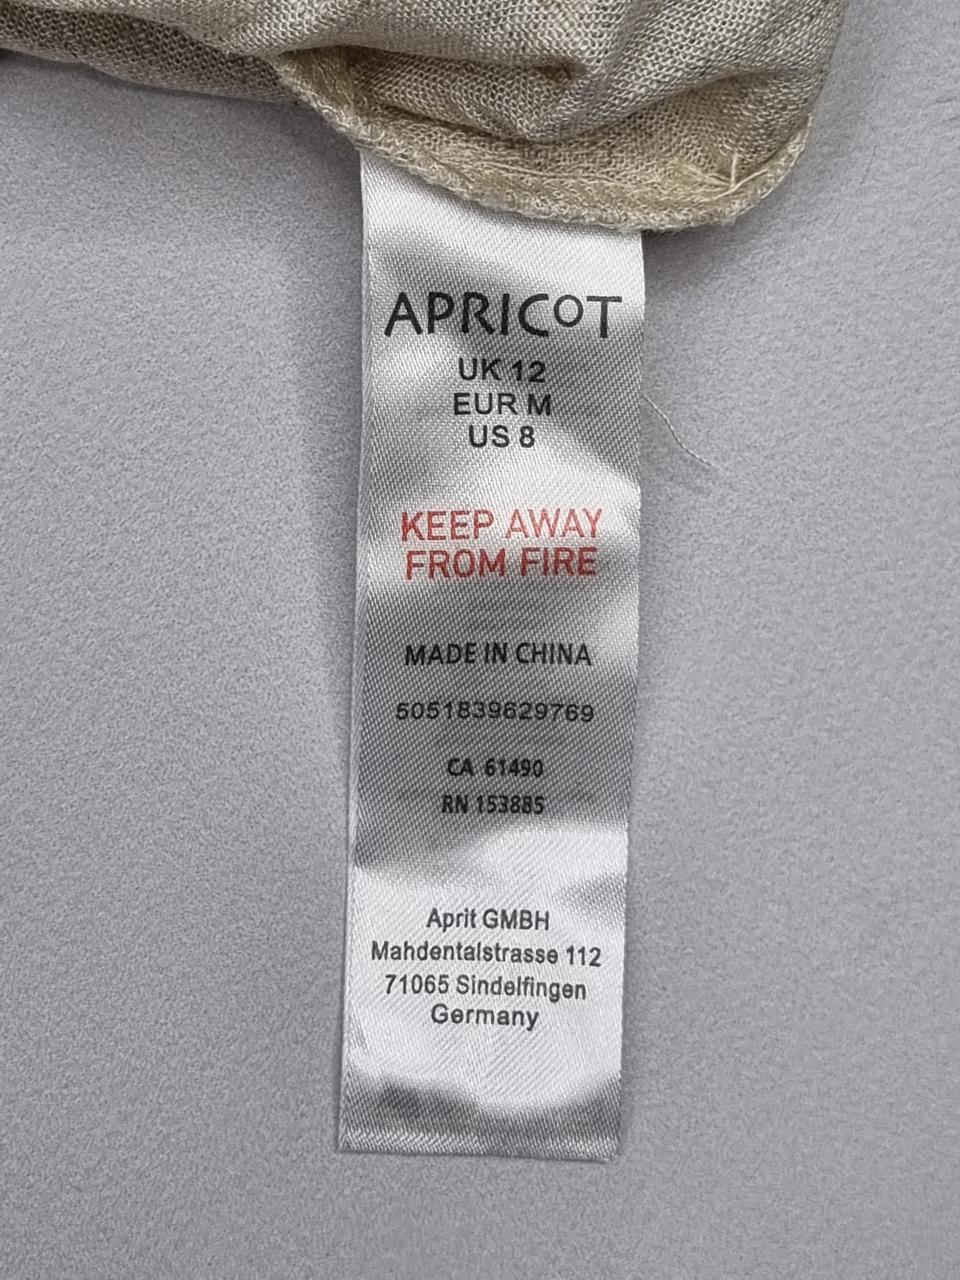 APRICOT
UK 12
EUR M
US 8
KEEP AWAY
FROM FIRE
MADE IN CHINA
5051839629769
CA 61490
RN 153885
Aprit GMBH
Mahdentalstrasse 112
71065 Sindelfingen
Germany